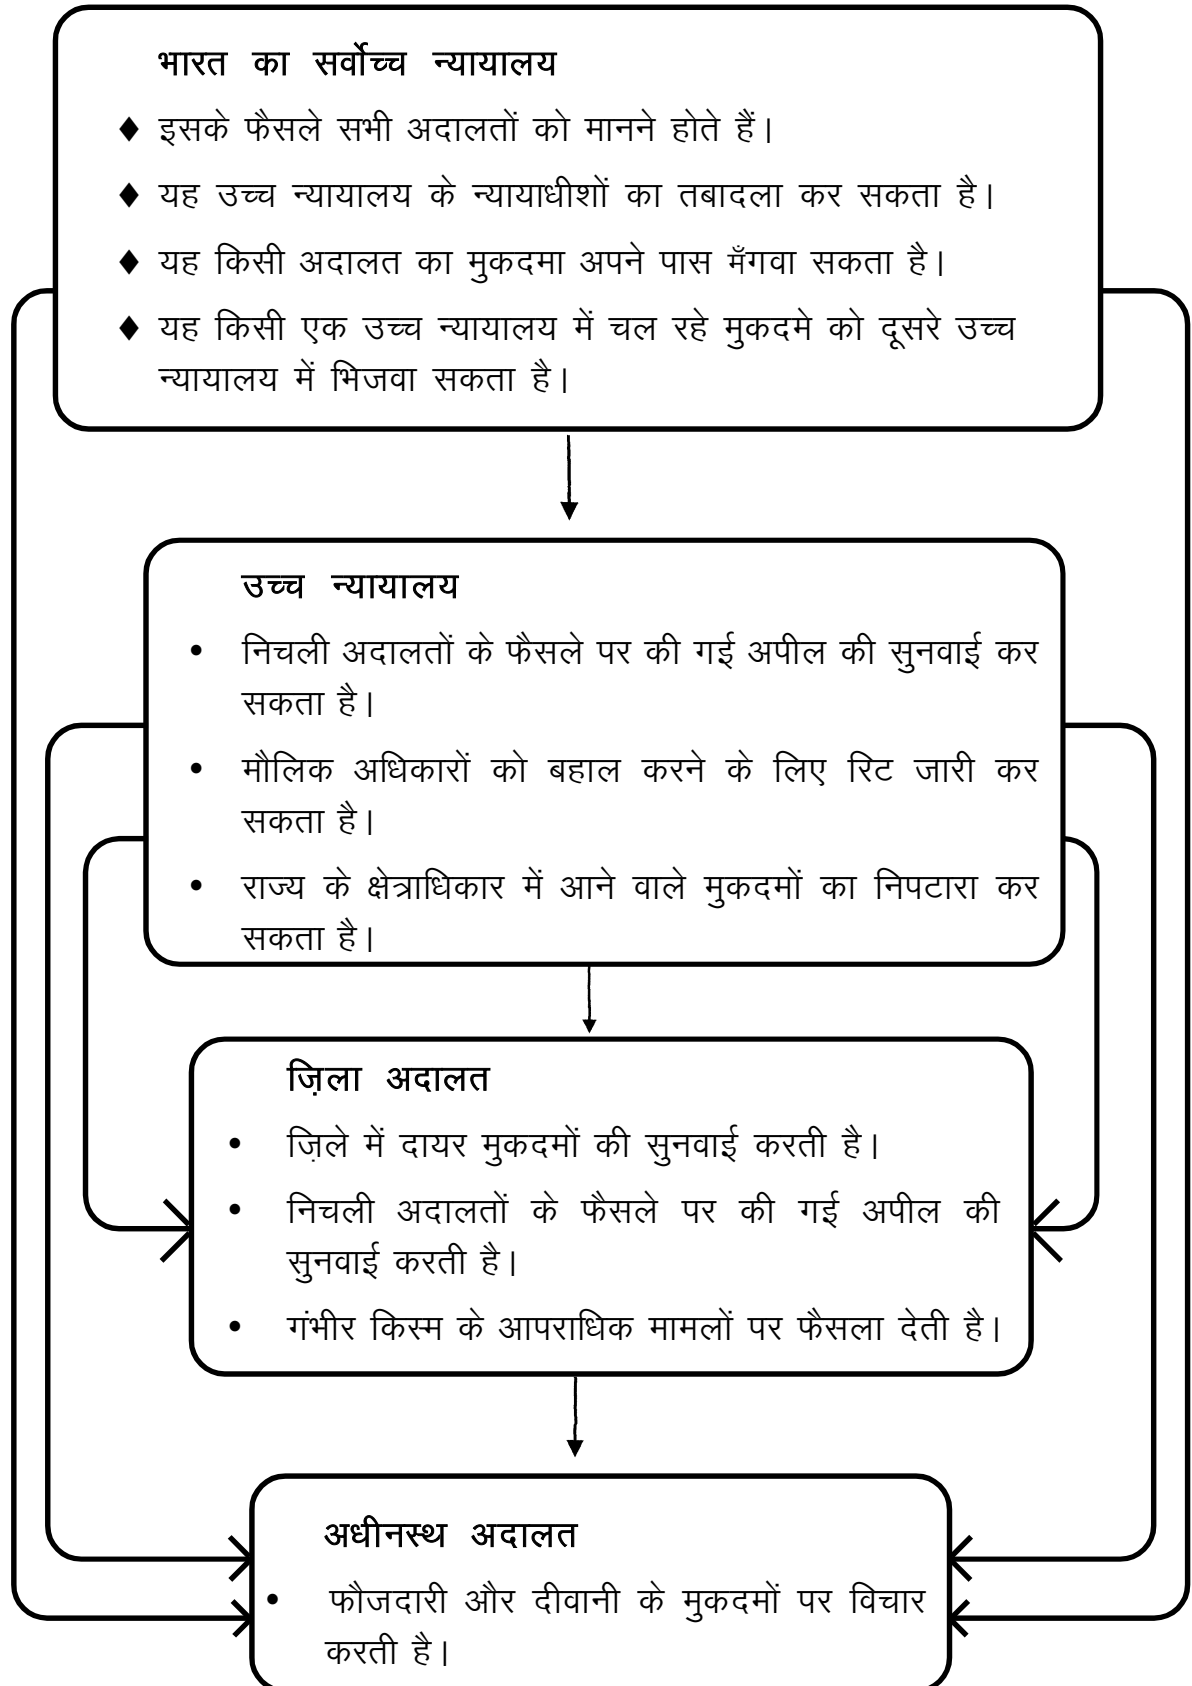 भारत का सर्वोच्च न्यायालय
♦ इसके फैसले सभी अदालतों को मानने होते हैं।
♦ यह उच्च न्यायालय के न्यायाधीशों का तबादला कर सकता है।
♦ यह किसी अदालत का मुकदमा अपने पास मँगवा सकता है।
♦ यह किसी एक उच्च न्यायालय में चल रहे मुकदमे को दूसरे उच्च
न्यायालय में भिजवा सकता है।
उच्च न्यायालय
• निचली अदालतों के फैसले पर की गई अपील की सुनवाई कर
सकता है।
• मौलिक अधिकारों को बहाल करने के लिए रिट जारी कर
सकता है।
• राज्य के क्षेत्राधिकार में आने वाले मुकदमों का निपटारा कर
सकता है।
ज़िला अदालत
• ज़िले में दायर मुकदमों की सुनवाई करती है।
• निचली अदालतों के फैसले पर की गई अपील की
सुनवाई करती है।
• गंभीर किस्म के आपराधिक मामलों पर फैसला देती है।
अधीनस्थ अदालत
• फौजदारी और दीवानी के मुकदमों पर विचार
करती है।